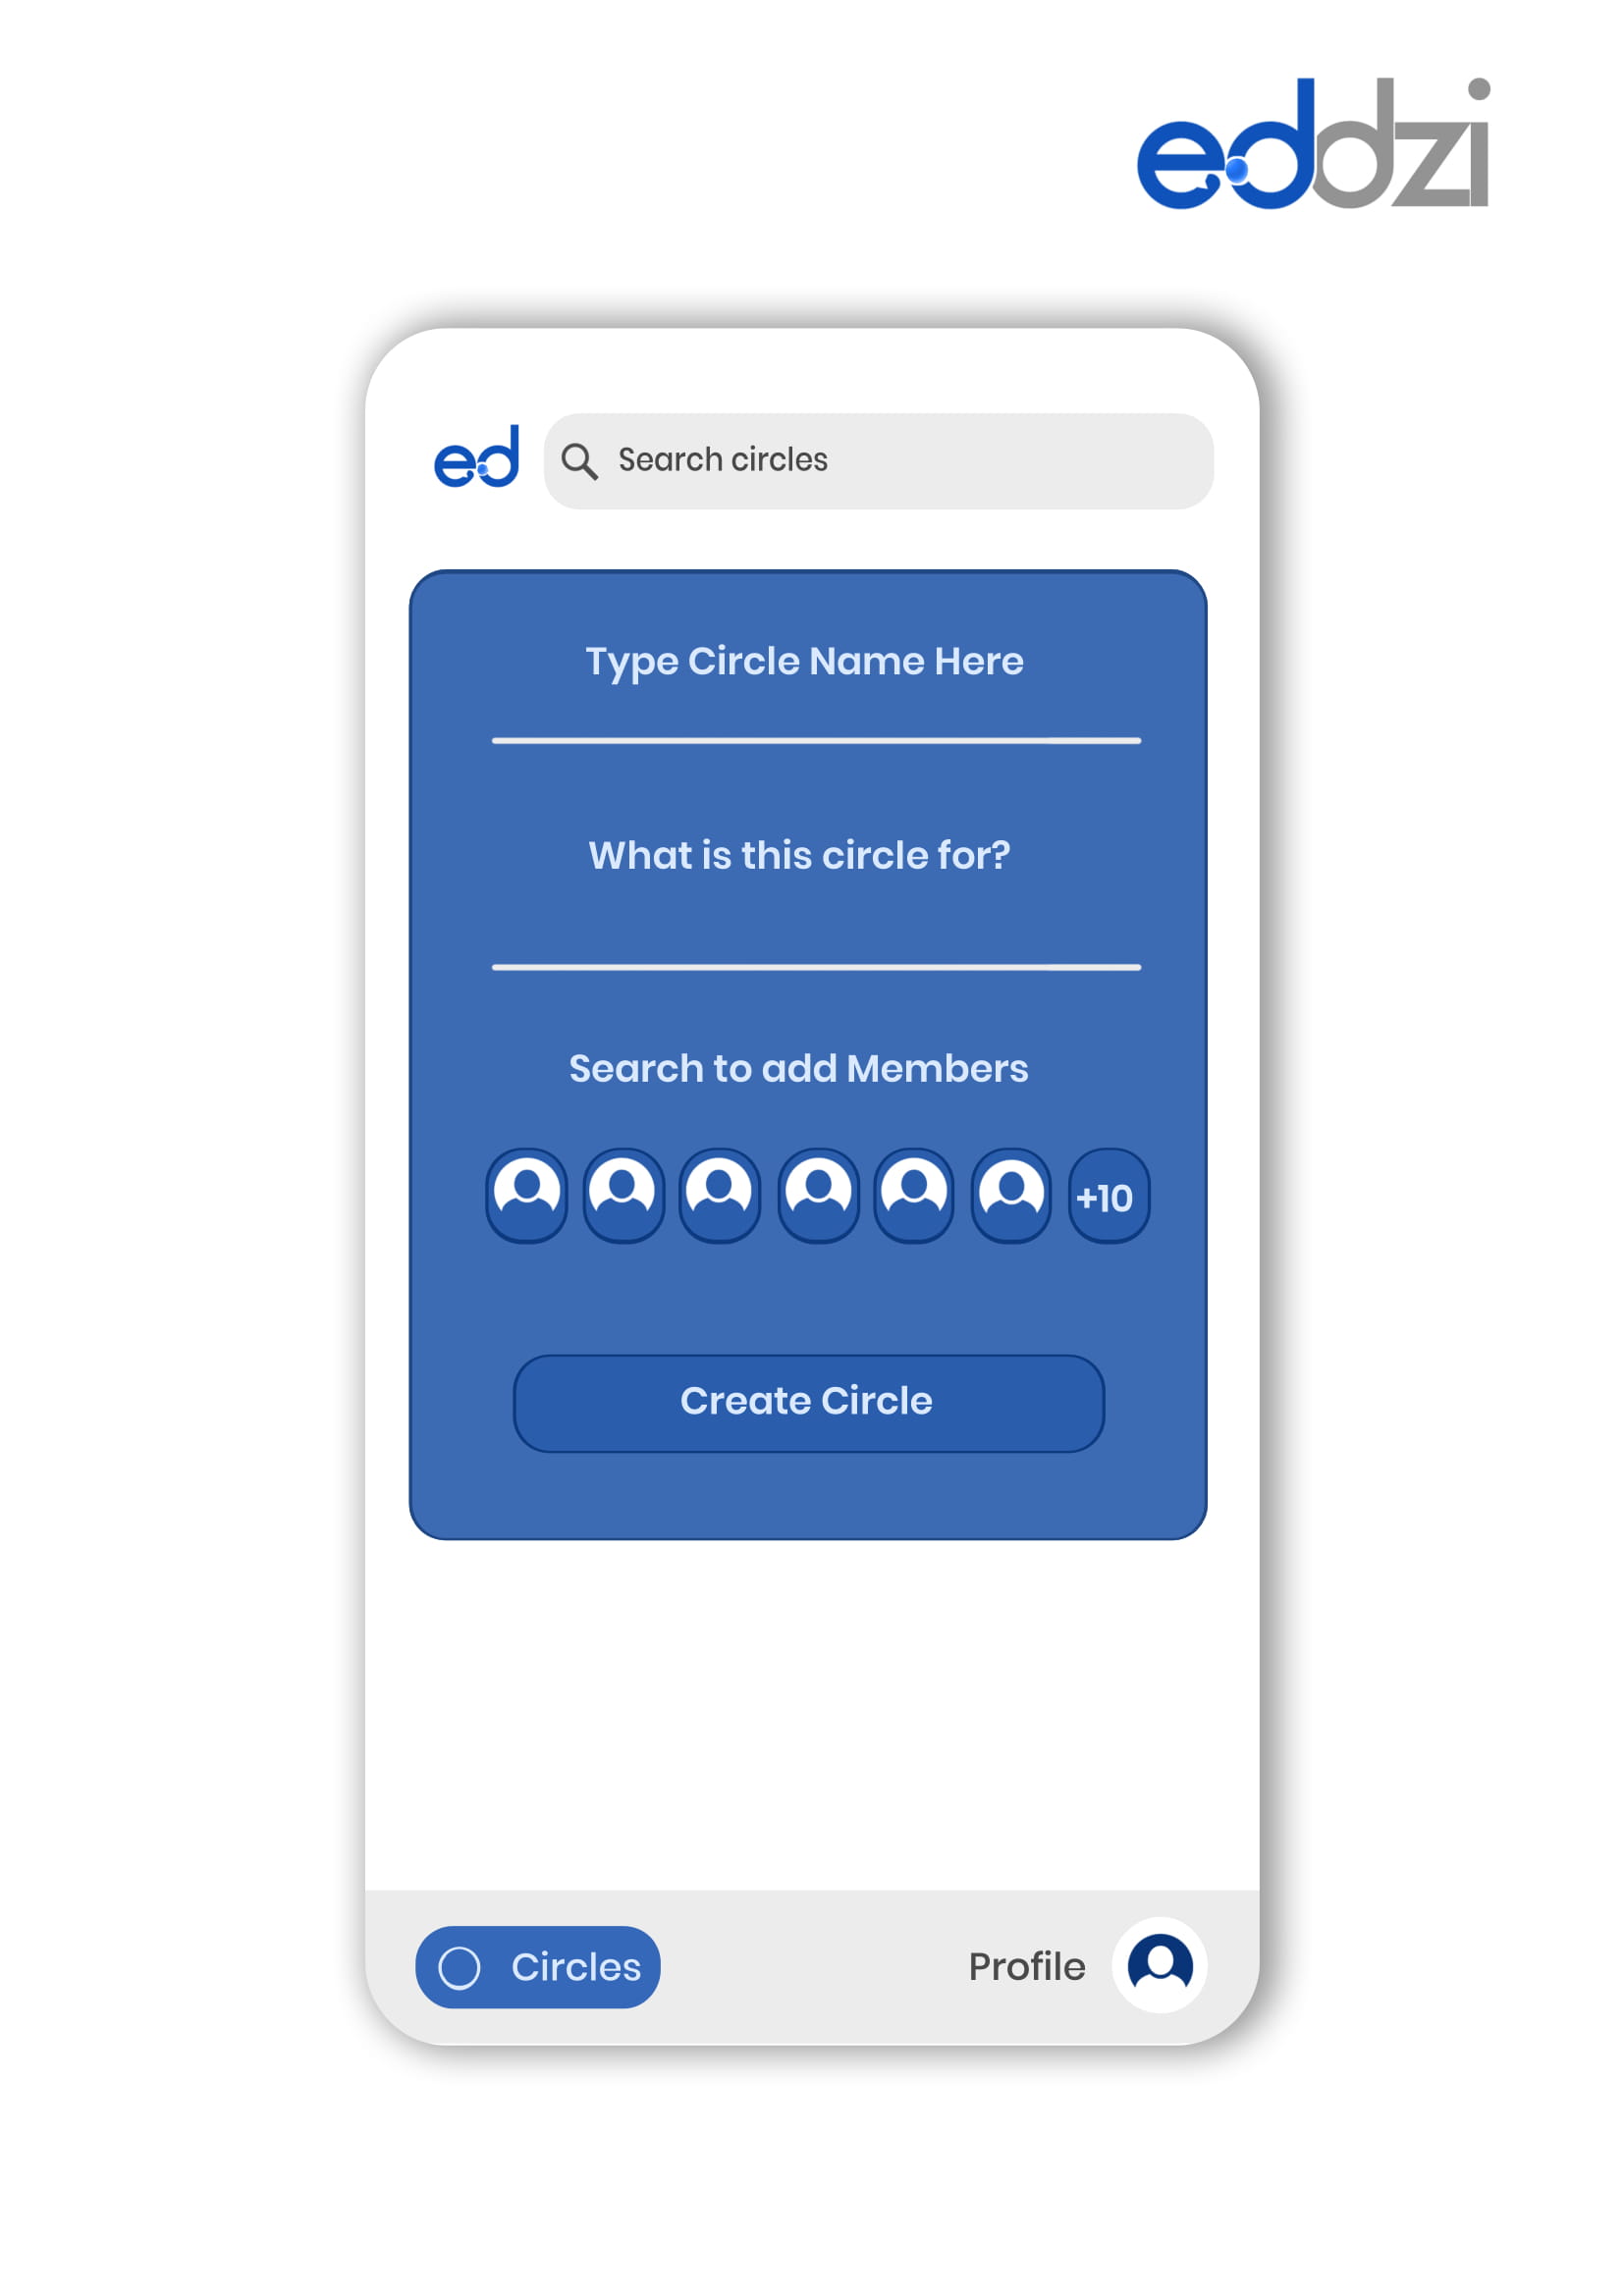 eddzi
ed
Search circles
Type Circle Name Here
What is this circle for?
Search to add Members
+10
Create Circle
Circles
Profile